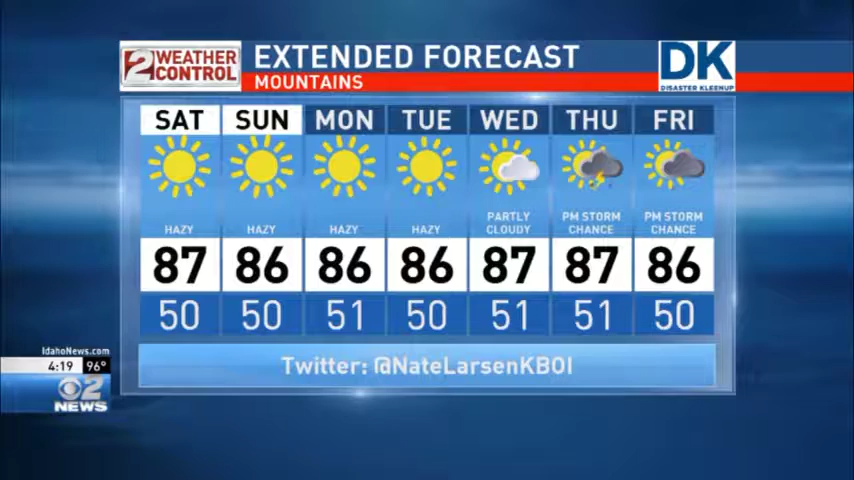 2 WEATHER CONTROL
EXTENDED FORECAST
MOUNTAINS
DK
DISASTER KLEENUP
SAT SUN MON TUE WED THU FRI
HAZY HAZY HAZY HAZY PARTLY CLOUDY PM STORM CHANCE PM STORM CHANCE
87 86 86 86 87 87 86
50 50 51 50 51 51 50
Twitter: @NateLarsenKBOI
IdahoNews.com
4:19 96°
2
NEWS